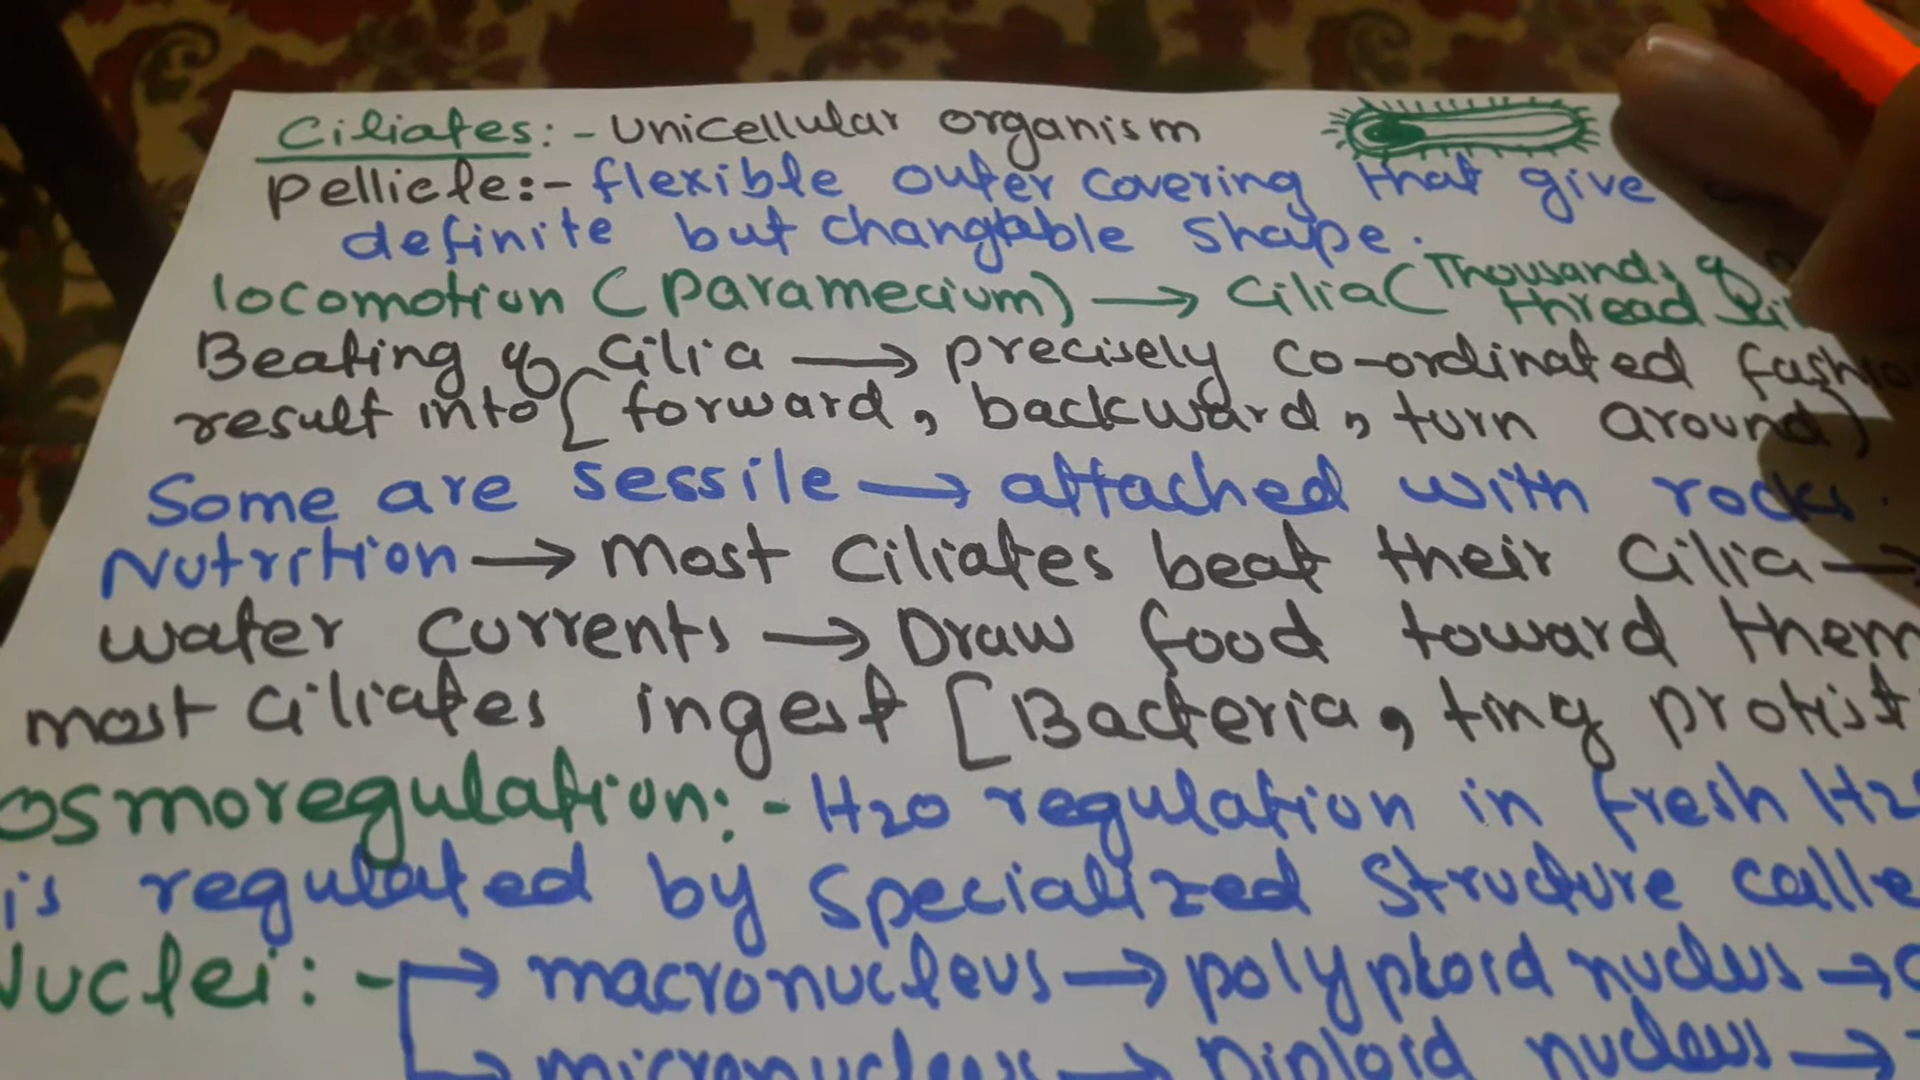 Ciliates:- Unicellular organism
Pellicle:- flexible outer covering that give
definite but changable shape.
locomotion (Paramecium) → Cilia (Thousands of
thread
Beating of Cilia → precisely co-ordinated fashio
result into [forward, backward, turn around)
Some are sessile → attached with rocks.
Nutrition → Most Ciliates beat their Cilia →
water currents → Draw food toward them
most Ciliates ingest [Bacteria, tiny protist
osmoregulation:- H2O regulation in fresh H2O
is regulated by specialized structure calle
Nuclei:- → macronucleus → polyploid nucleus →
→ micronucleus → Diploid nucleus →